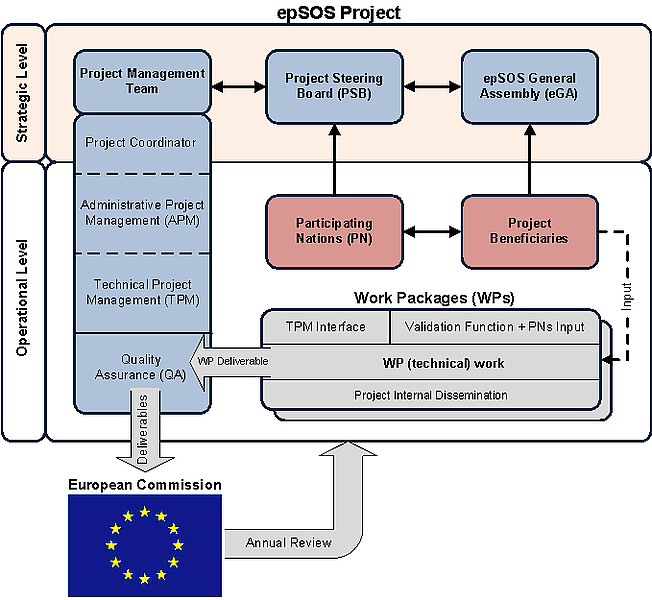 epSOS Project
Strategic Level
Project Management
Team
Project Steering
Board (PSB)
epSOS General
Assembly (eGA)
Project Coordinator
Operational Level
Administrative Project
Management (APM)
Participating
Nations (PN)
Project
Beneficiaries
Technical Project
Management (TPM)
Input
Work Packages (WPs)
TPM Interface
Validation Function + PNs Input
Quality
Assurance (QA)
WP Deliverable
WP (technical) work
Project Internal Dissemination
Deliverables
European Commission
Annual Review